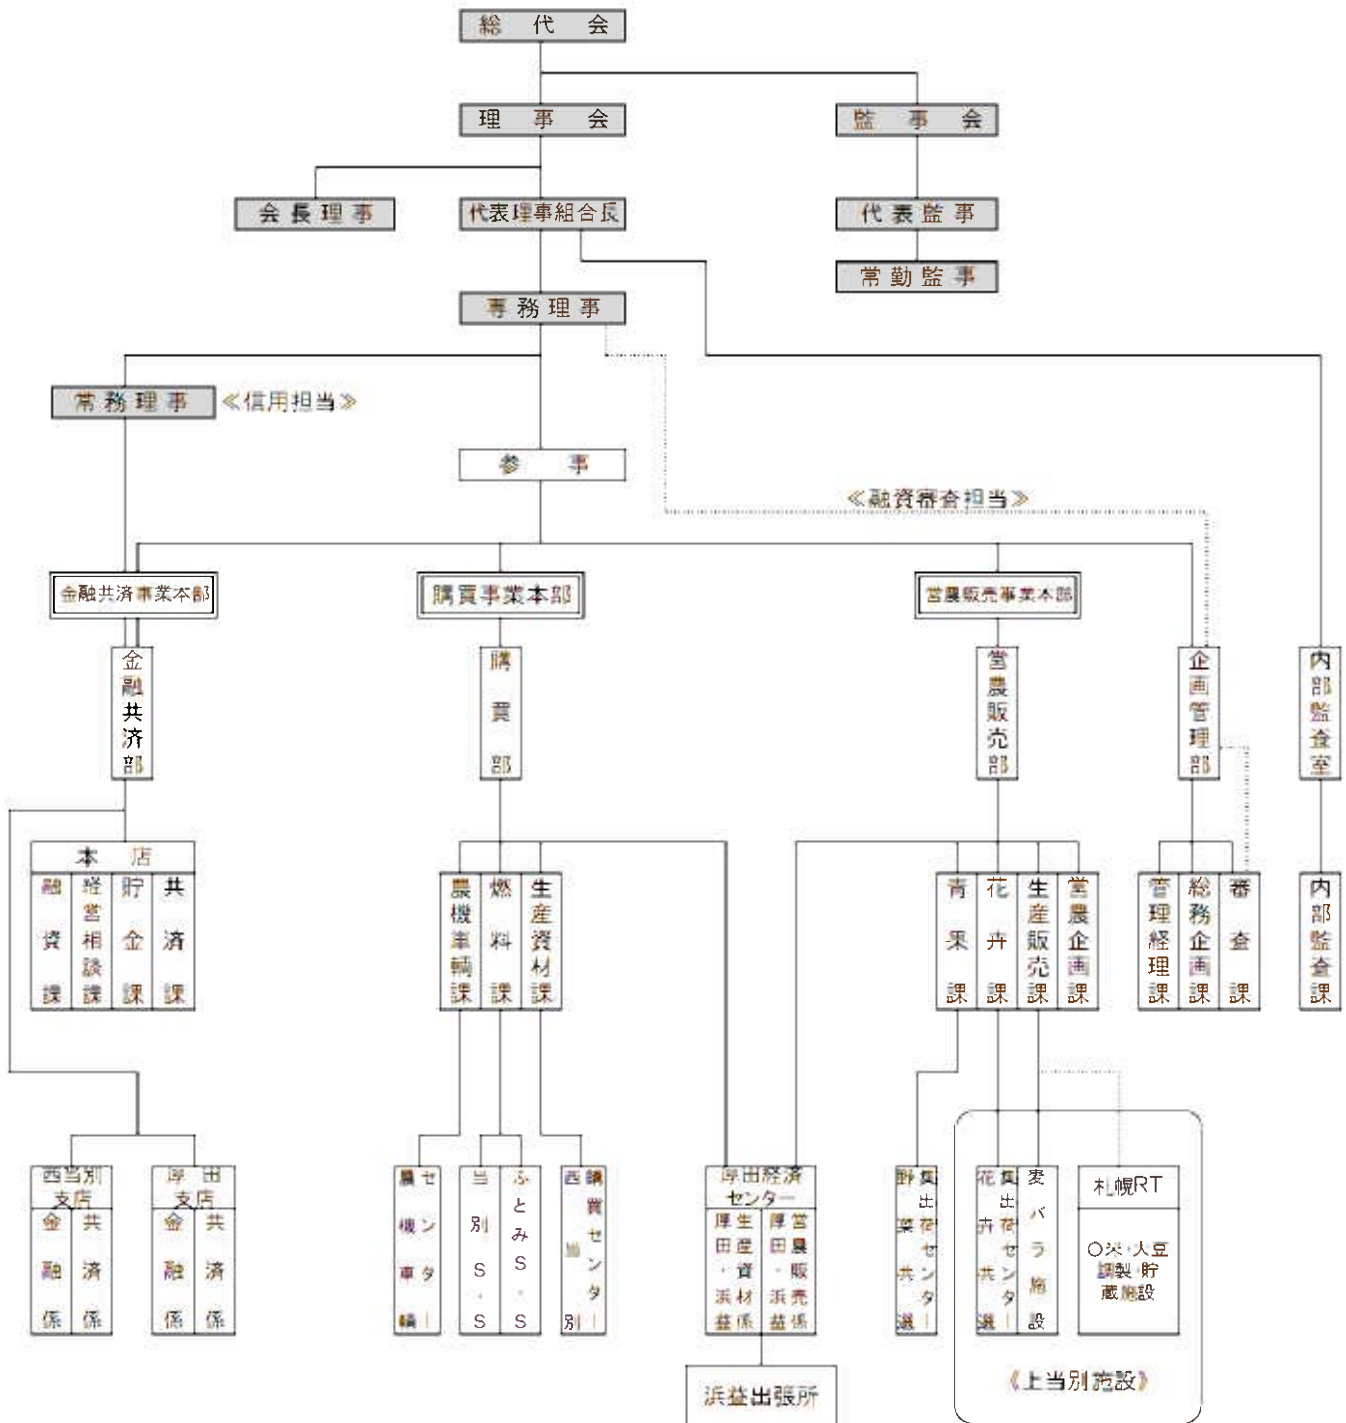 総代会
理事会
監事会
会長理事
代表理事組合長
代表監事
常勤監事
専務理事
常務理事
≪信用担当≫
参事
≪融資審査担当≫
金融共済事業本部
購買事業本部
営農販売事業本部
金融共済部
購買部
営農販売部
企画管理部
内部監査室
本店
融資課
経営相談課
貯金課
共済課
農機車輌課
燃料課
生産資材課
青果課
花卉課
生産販売課
営農企画課
管理経理課
総務企画課
審査課
内部監査課
西当別
支店
金融係
共済係
厚田
支店
金融係
共済係
農機車輌
センター
当別S・S
ふとみS・S
西当別
購買センター
厚田経済
センター
厚田・浜益
生産資材係
厚田・浜益
営農販売係
野菜共選
集出荷センター
花卉共選
集出荷センター
麦バラ施設
札幌RT
○米・大豆
調製・貯
蔵施設
浜益出張所
《上当別施設》